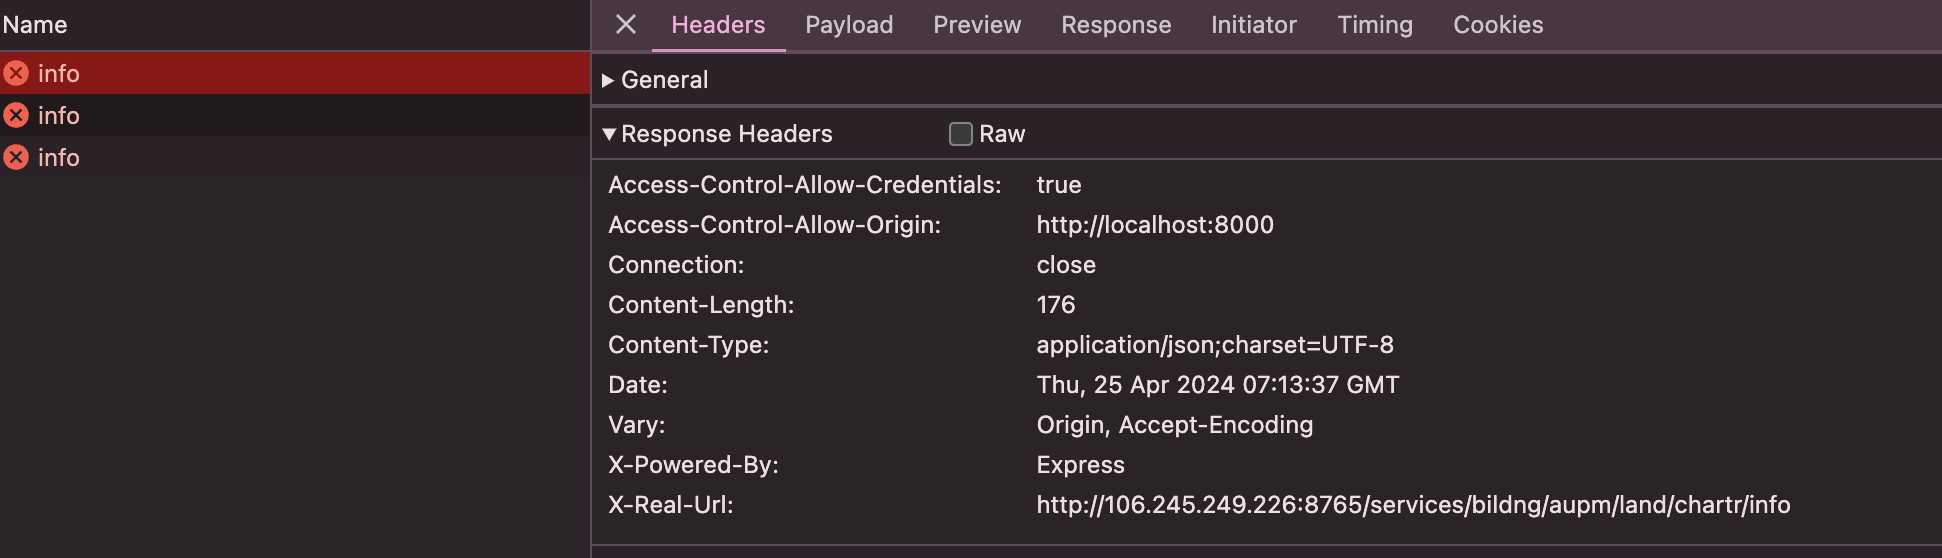 Name
info
info
info
Headers Payload Preview Response Initiator Timing Cookies
General
Response Headers Raw
Access-Control-Allow-Credentials: true
Access-Control-Allow-Origin: http://localhost:8000
Connection: close
Content-Length: 176
Content-Type: application/json;charset=UTF-8
Date: Thu, 25 Apr 2024 07:13:37 GMT
Vary: Origin, Accept-Encoding
X-Powered-By: Express
X-Real-Url: http://106.245.249.226:8765/services/bildng/aupm/land/chartr/info